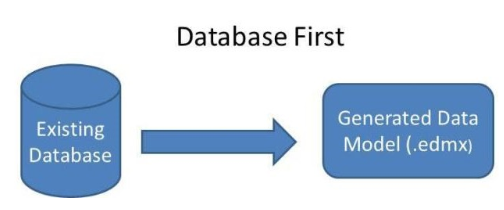 Database First
Existing
Database
Generated Data
Model (.edmx)